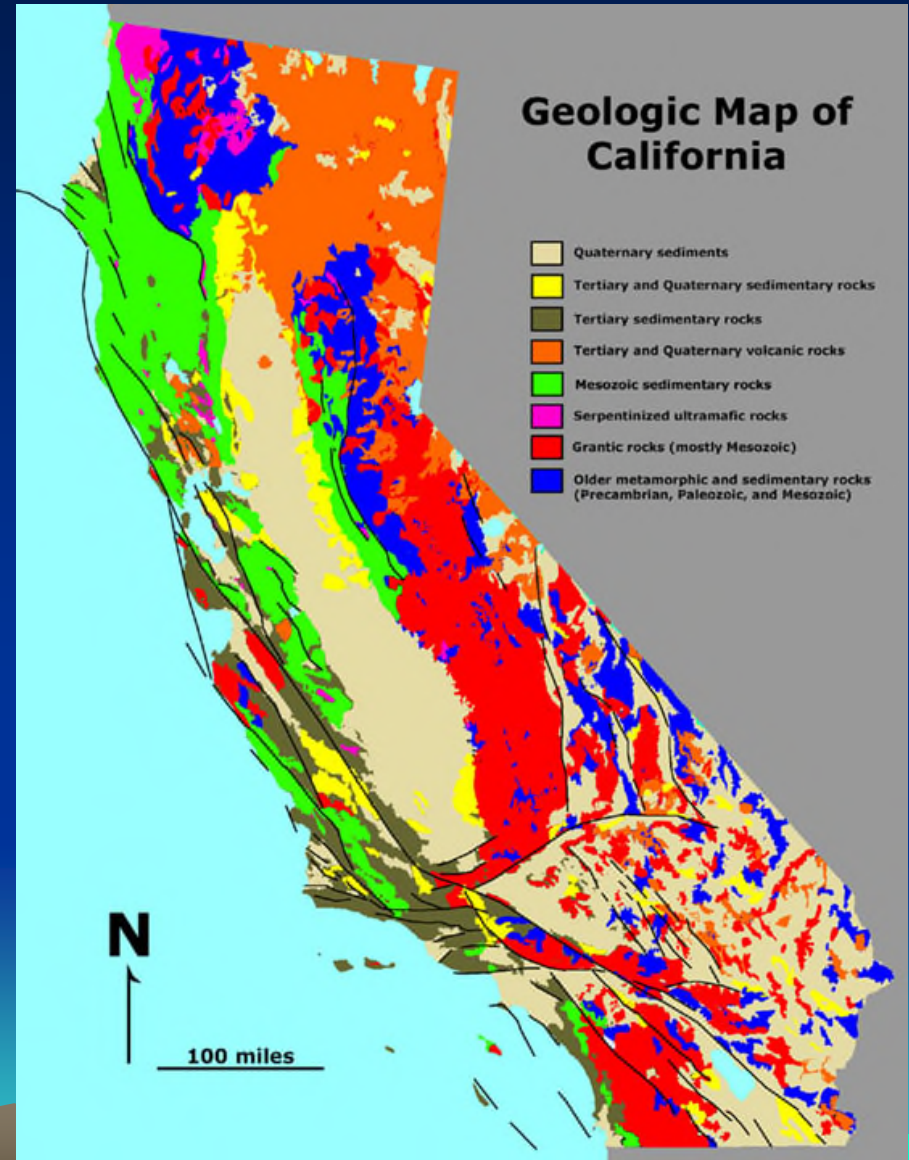 Geologic Map of
California
Quaternary sediments
Tertiary and Quaternary sedimentary rocks
Tertiary sedimentary rocks
Tertiary and Quaternary volcanic rocks
Mesozoic sedimentary rocks
Serpentinized ultramafic rocks
Grantic rocks (mostly Mesozoic)
Older metamorphic and sedimentary rocks
(Precambrian, Paleozoic, and Mesozoic)
N
100 miles